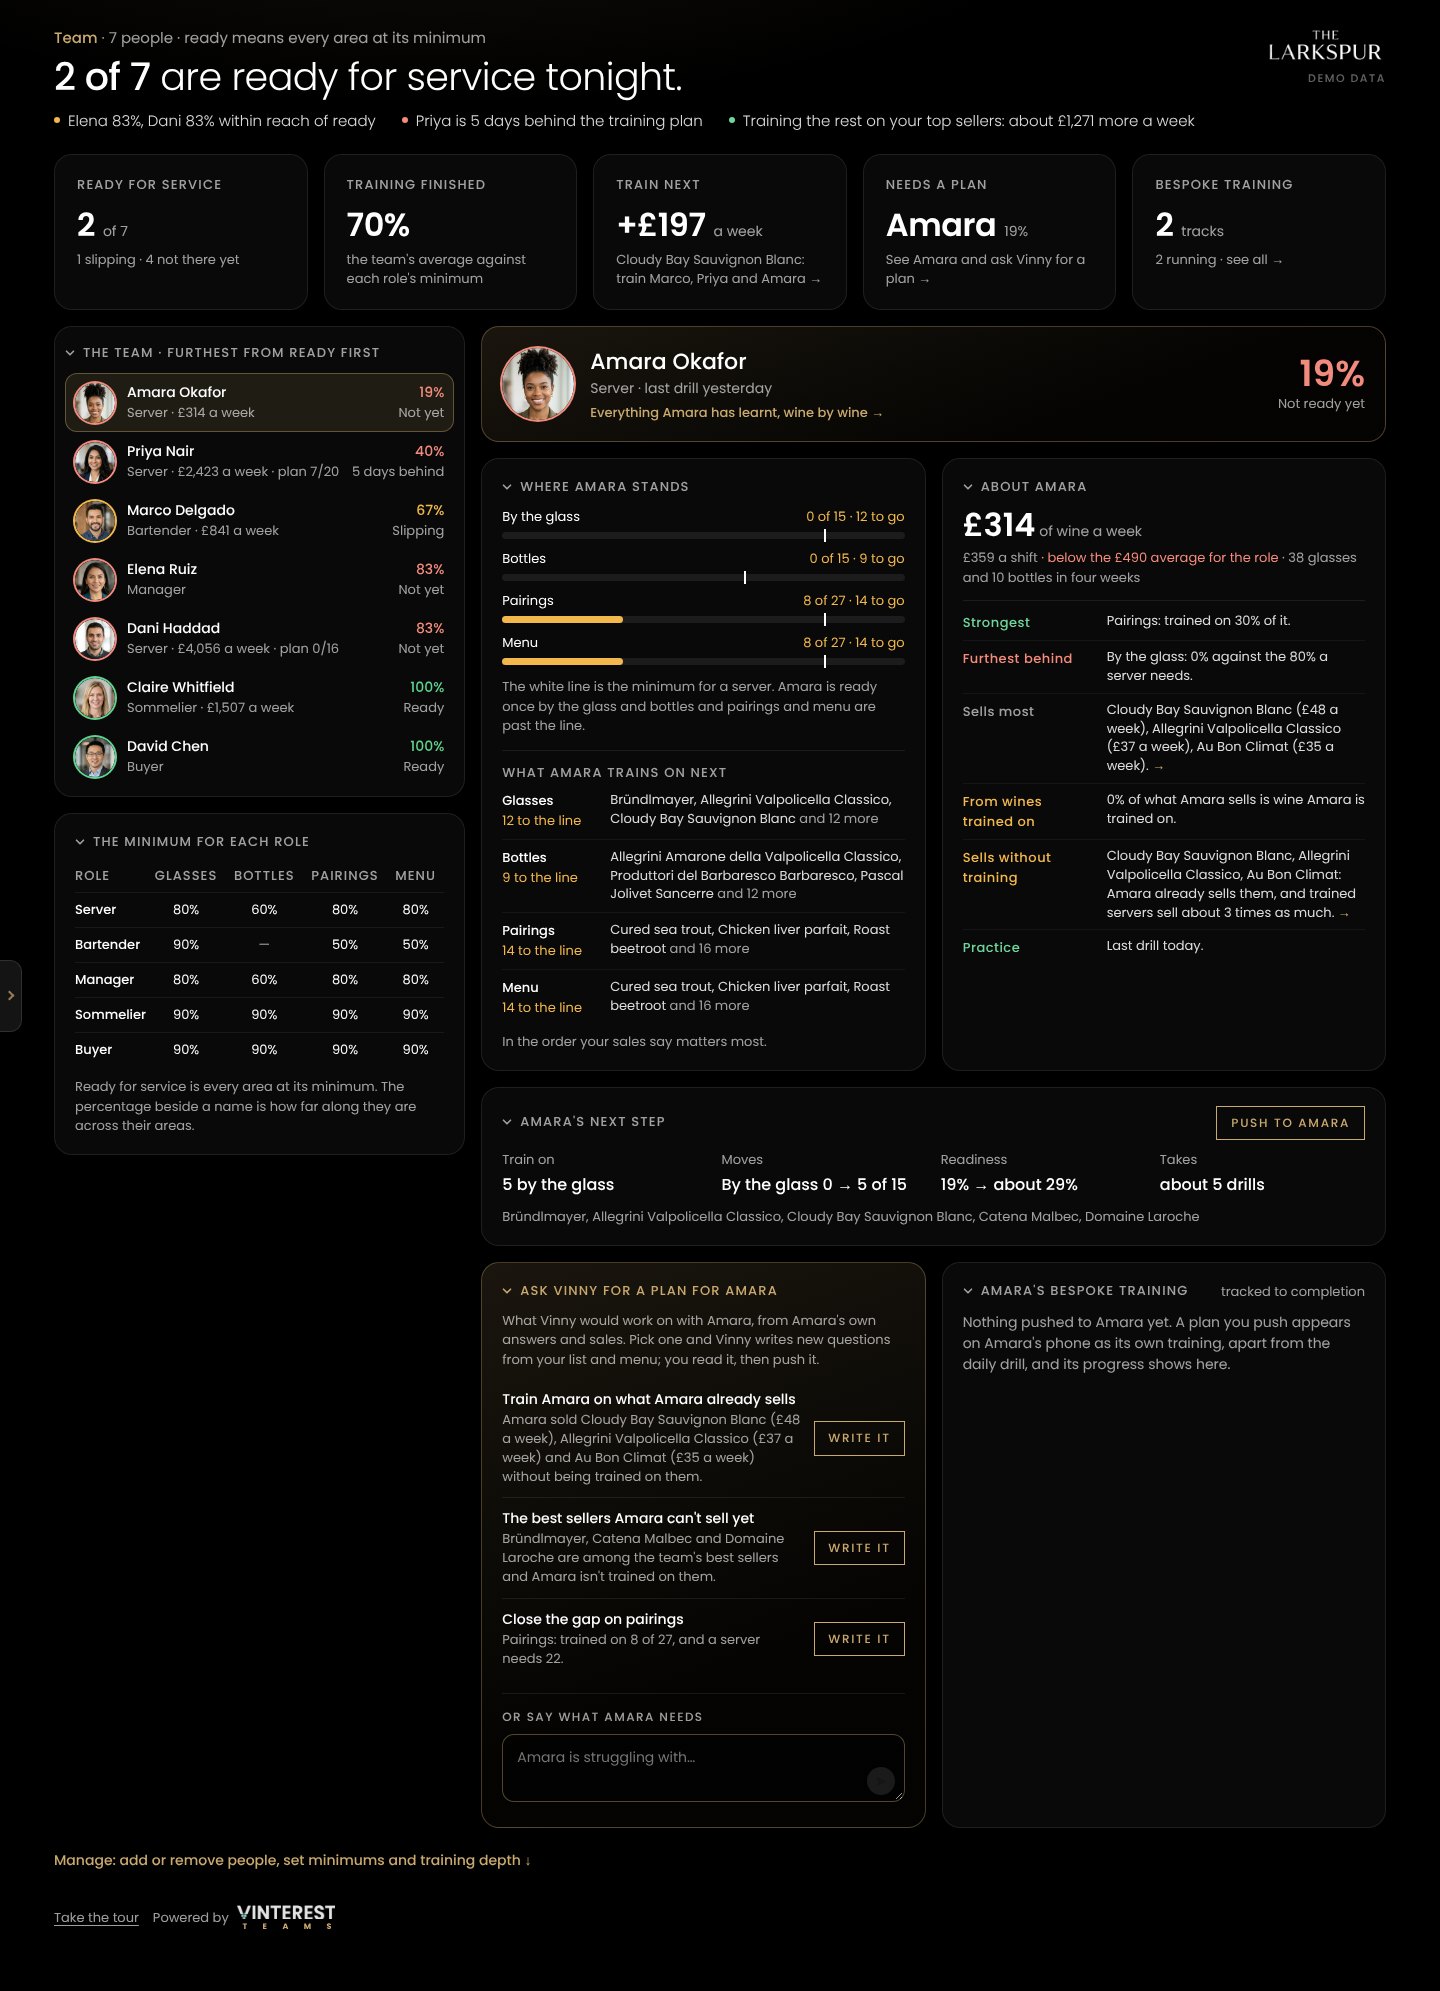 Team · 7 people · ready means every area at its minimum
2 of 7 are ready for service tonight.
Elena 83%, Dani 83% within reach of ready
Priya is 5 days behind the training plan
Training the rest on your top sellers: about £1,271 more a week
THE
LARKSPUR
DEMO DATA
READY FOR SERVICE
2 of 7
1 slipping · 4 not there yet
TRAINING FINISHED
70%
the team's average against
each role's minimum
TRAIN NEXT
+£197 a week
Cloudy Bay Sauvignon Blanc:
train Marco, Priya and Amara →
NEEDS A PLAN
Amara 19%
See Amara and ask Vinny for a
plan →
BESPOKE TRAINING
2 tracks
2 running · see all →
THE TEAM · FURTHEST FROM READY FIRST
Amara Okafor 19%
Server · £314 a week Not yet
Priya Nair 40%
Server · £2,423 a week · plan 7/20 5 days behind
Marco Delgado 67%
Bartender · £841 a week Slipping
Elena Ruiz 83%
Manager Not yet
Dani Haddad 83%
Server · £4,056 a week · plan 0/16 Not yet
Claire Whitfield 100%
Sommelier · £1,507 a week Ready
David Chen 100%
Buyer Ready
THE MINIMUM FOR EACH ROLE
ROLE GLASSES BOTTLES PAIRINGS MENU
Server 80% 60% 80% 80%
Bartender 90% — 50% 50%
Manager 80% 60% 80% 80%
Sommelier 90% 90% 90% 90%
Buyer 90% 90% 90% 90%
Ready for service is every area at its minimum. The
percentage beside a name is how far along they are
across their areas.
Amara Okafor
Server · last drill yesterday
Everything Amara has learnt, wine by wine →
19%
Not ready yet
WHERE AMARA STANDS
By the glass 0 of 15 · 12 to go
Bottles 0 of 15 · 9 to go
Pairings 8 of 27 · 14 to go
Menu 8 of 27 · 14 to go
The white line is the minimum for a server. Amara is ready
once by the glass and bottles and pairings and menu are
past the line.
WHAT AMARA TRAINS ON NEXT
Glasses
12 to the line
Bründlmayer, Allegrini Valpolicella Classico,
Cloudy Bay Sauvignon Blanc and 12 more
Bottles
9 to the line
Allegrini Amarone della Valpolicella Classico,
Produttori del Barbaresco Barbaresco, Pascal
Jolivet Sancerre and 12 more
Pairings
14 to the line
Cured sea trout, Chicken liver parfait, Roast
beetroot and 16 more
Menu
14 to the line
Cured sea trout, Chicken liver parfait, Roast
beetroot and 16 more
In the order your sales say matters most.
ABOUT AMARA
£314 of wine a week
£359 a shift · below the £490 average for the role · 38 glasses
and 10 bottles in four weeks
Strongest
Pairings: trained on 30% of it.
Furthest behind
By the glass: 0% against the 80% a
server needs.
Sells most
Cloudy Bay Sauvignon Blanc (£48 a
week), Allegrini Valpolicella Classico
(£37 a week), Au Bon Climat (£35 a
week). →
From wines
trained on
0% of what Amara sells is wine Amara is
trained on.
Sells without
training
Cloudy Bay Sauvignon Blanc, Allegrini
Valpolicella Classico, Au Bon Climat:
Amara already sells them, and trained
servers sell about 3 times as much. →
Practice
Last drill today.
AMARA'S NEXT STEP
PUSH TO AMARA
Train on
5 by the glass
Moves
By the glass 0 → 5 of 15
Readiness
19% → about 29%
Takes
about 5 drills
Bründlmayer, Allegrini Valpolicella Classico, Cloudy Bay Sauvignon Blanc, Catena Malbec, Domaine Laroche
ASK VINNY FOR A PLAN FOR AMARA
What Vinny would work on with Amara, from Amara's own
answers and sales. Pick one and Vinny writes new questions
from your list and menu; you read it, then push it.
Train Amara on what Amara already sells
Amara sold Cloudy Bay Sauvignon Blanc (£48
a week), Allegrini Valpolicella Classico (£37 a
week) and Au Bon Climat (£35 a week)
without being trained on them.
WRITE IT
The best sellers Amara can't sell yet
Bründlmayer, Catena Malbec and Domaine
Laroche are among the team's best sellers
and Amara isn't trained on them.
WRITE IT
Close the gap on pairings
Pairings: trained on 8 of 27, and a server
needs 22.
WRITE IT
OR SAY WHAT AMARA NEEDS
Amara is struggling with…
AMARA'S BESPOKE TRAINING
tracked to completion
Nothing pushed to Amara yet. A plan you push appears
on Amara's phone as its own training, apart from the
daily drill, and its progress shows here.
Manage: add or remove people, set minimums and training depth ↓
Take the tour
Powered by VINTEREST
TEAMS